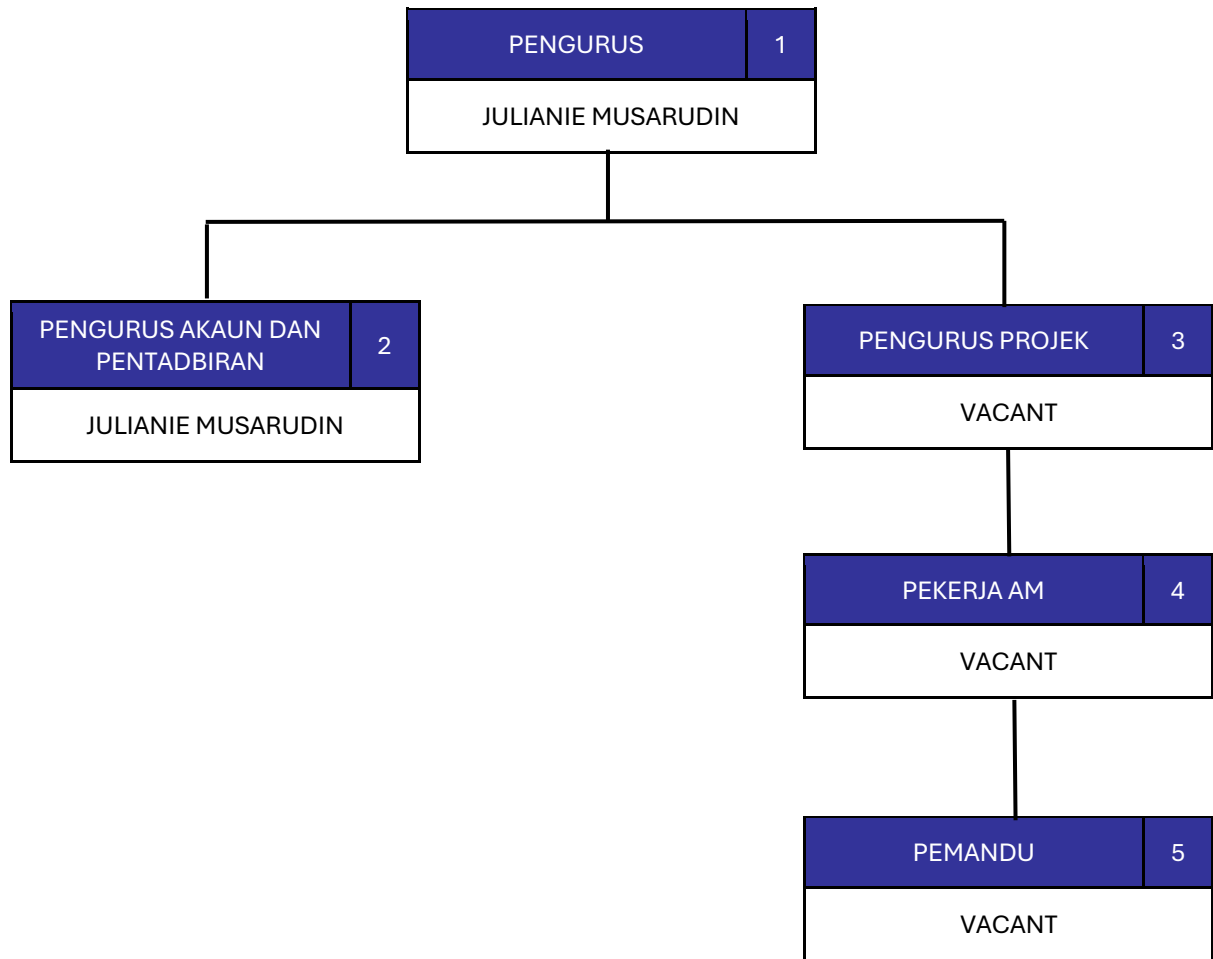 PENGURUS 1
JULIANIE MUSARUDIN
PENGURUS AKAUN DAN
PENTADBIRAN 2
JULIANIE MUSARUDIN
PENGURUS PROJEK 3
VACANT
PEKERJA AM 4
VACANT
PEMANDU 5
VACANT